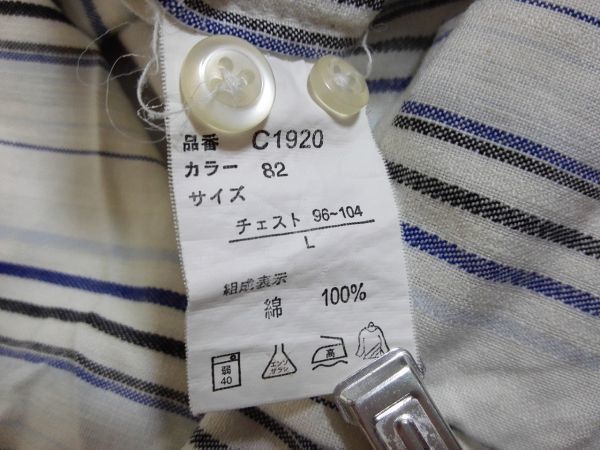 品番 C1920
カラー 82
サイズ
チェスト 96~104
L
組成表示
綿 100%
弱 40
エンソ サラシ
高